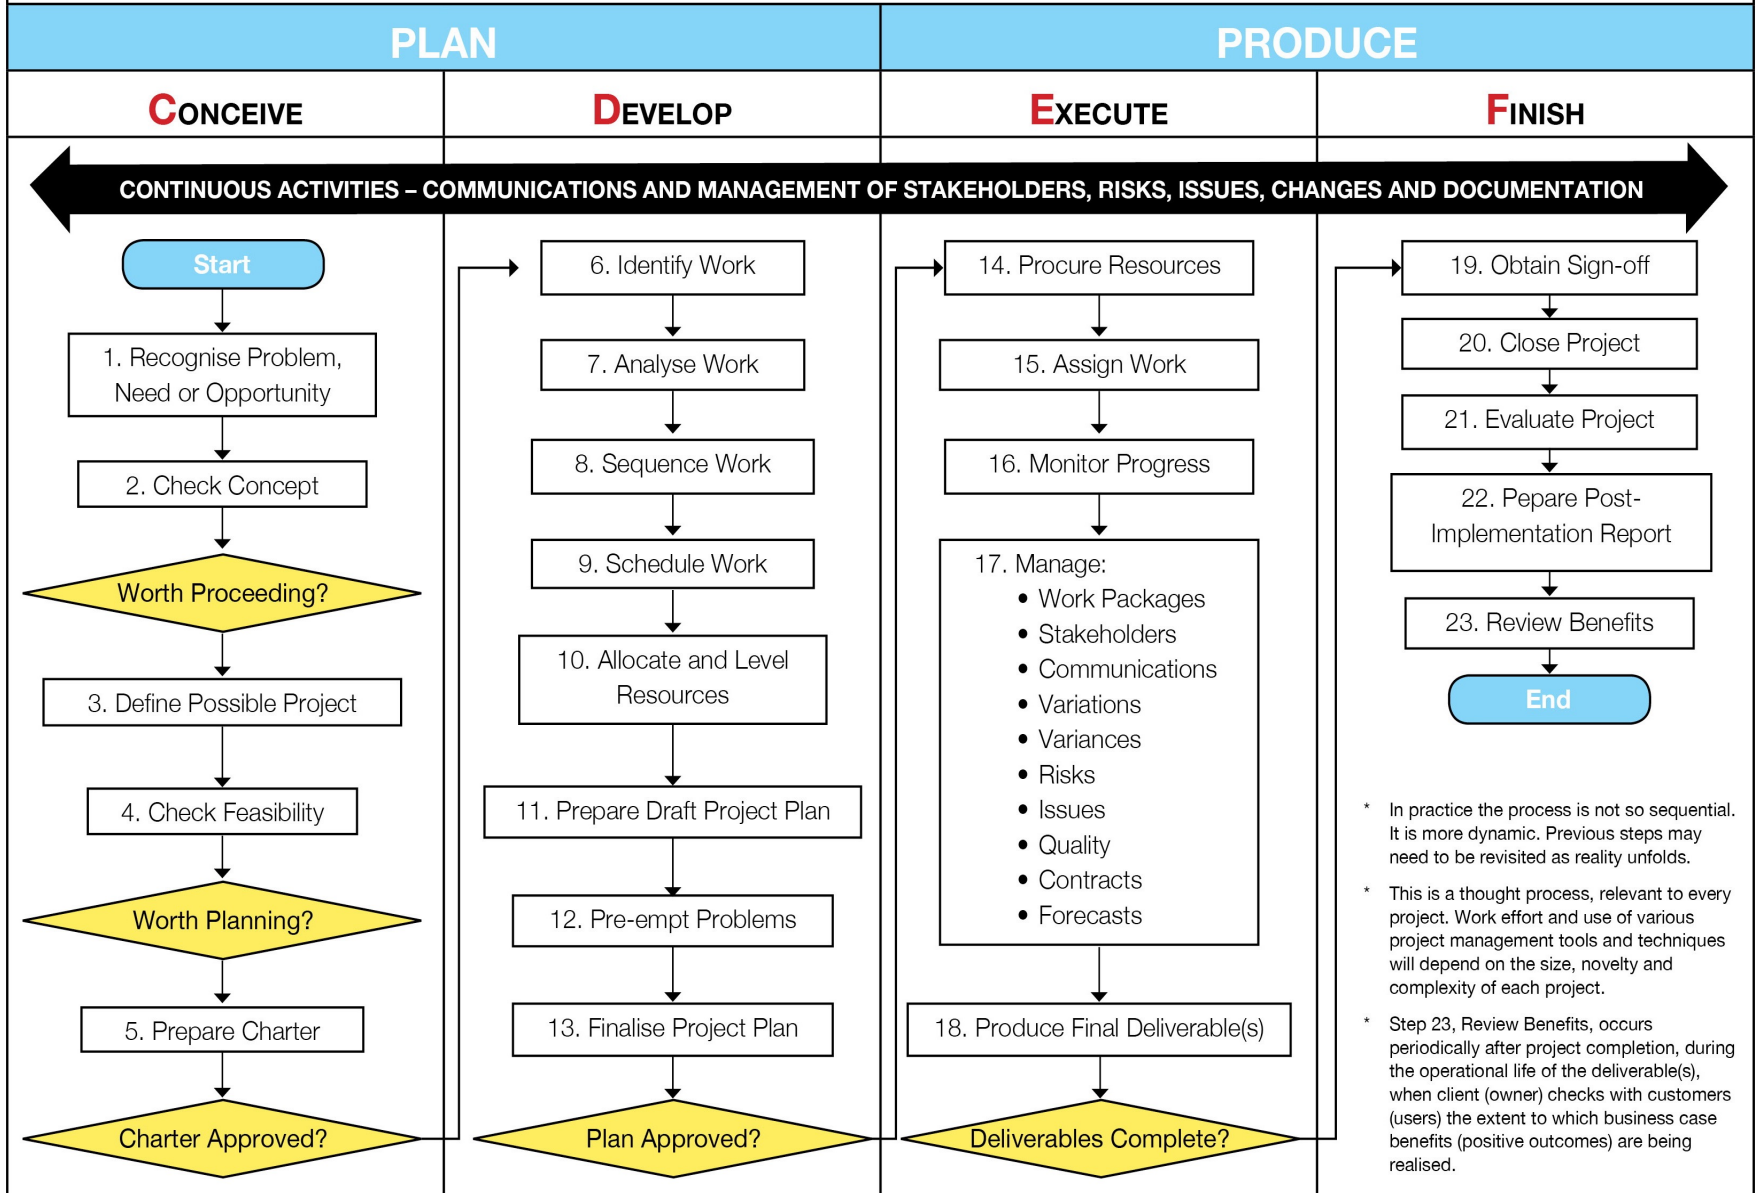 PLAN
PRODUCE
CONCEIVE
DEVELOP
EXECUTE
FINISH
CONTINUOUS ACTIVITIES – COMMUNICATIONS AND MANAGEMENT OF STAKEHOLDERS, RISKS, ISSUES, CHANGES AND DOCUMENTATION
Start
1. Recognise Problem,
Need or Opportunity
2. Check Concept
Worth Proceeding?
3. Define Possible Project
4. Check Feasibility
Worth Planning?
5. Prepare Charter
Charter Approved?
6. Identify Work
7. Analyse Work
8. Sequence Work
9. Schedule Work
10. Allocate and Level
Resources
11. Prepare Draft Project Plan
12. Pre-empt Problems
13. Finalise Project Plan
Plan Approved?
14. Procure Resources
15. Assign Work
16. Monitor Progress
17. Manage:
• Work Packages
• Stakeholders
• Communications
• Variations
• Variances
• Risks
• Issues
• Quality
• Contracts
• Forecasts
18. Produce Final Deliverable(s)
Deliverables Complete?
19. Obtain Sign-off
20. Close Project
21. Evaluate Project
22. Pepare Post-
Implementation Report
23. Review Benefits
End
* In practice the process is not so sequential.
It is more dynamic. Previous steps may
need to be revisited as reality unfolds.
* This is a thought process, relevant to every
project. Work effort and use of various
project management tools and techniques
will depend on the size, novelty and
complexity of each project.
* Step 23, Review Benefits, occurs
periodically after project completion, during
the operational life of the deliverable(s),
when client (owner) checks with customers
(users) the extent to which business case
benefits (positive outcomes) are being
realised.